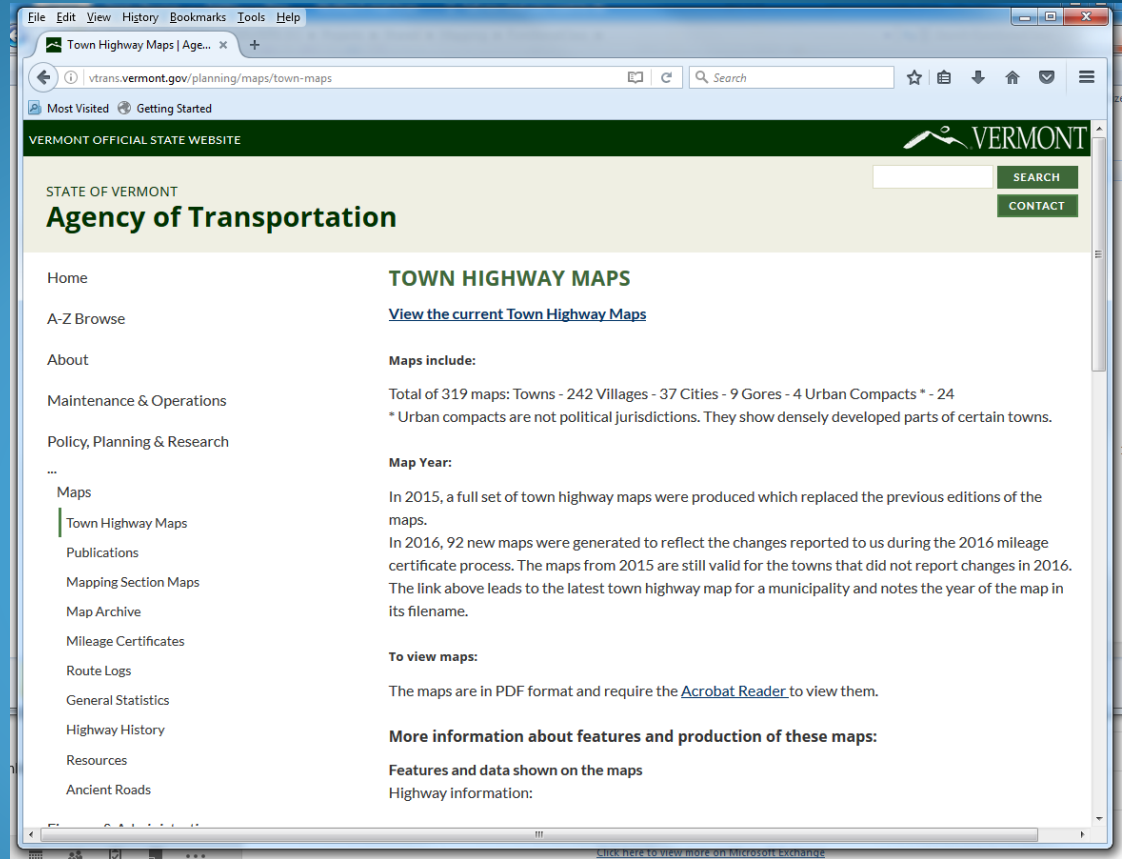 File Edit View History Bookmarks Tools Help
Town Highway Maps | Age... × +
vtrans.vermont.gov/planning/maps/town-maps
Search
Most Visited Getting Started
VERMONT OFFICIAL STATE WEBSITE
VERMONT
STATE OF VERMONT
Agency of Transportation
SEARCH
CONTACT
Home
A-Z Browse
About
Maintenance & Operations
Policy, Planning & Research
...
Maps
Town Highway Maps
Publications
Mapping Section Maps
Map Archive
Mileage Certificates
Route Logs
General Statistics
Highway History
Resources
Ancient Roads
TOWN HIGHWAY MAPS
View the current Town Highway Maps
Maps include:
Total of 319 maps: Towns - 242 Villages - 37 Cities - 9 Gores - 4 Urban Compacts * - 24
* Urban compacts are not political jurisdictions. They show densely developed parts of certain towns.
Map Year:
In 2015, a full set of town highway maps were produced which replaced the previous editions of the
maps.
In 2016, 92 new maps were generated to reflect the changes reported to us during the 2016 mileage
certificate process. The maps from 2015 are still valid for the towns that did not report changes in 2016.
The link above leads to the latest town highway map for a municipality and notes the year of the map in
its filename.
To view maps:
The maps are in PDF format and require the Acrobat Reader to view them.
More information about features and production of these maps:
Features and data shown on the maps
Highway information:
Click here to view more on Microsoft Exchange